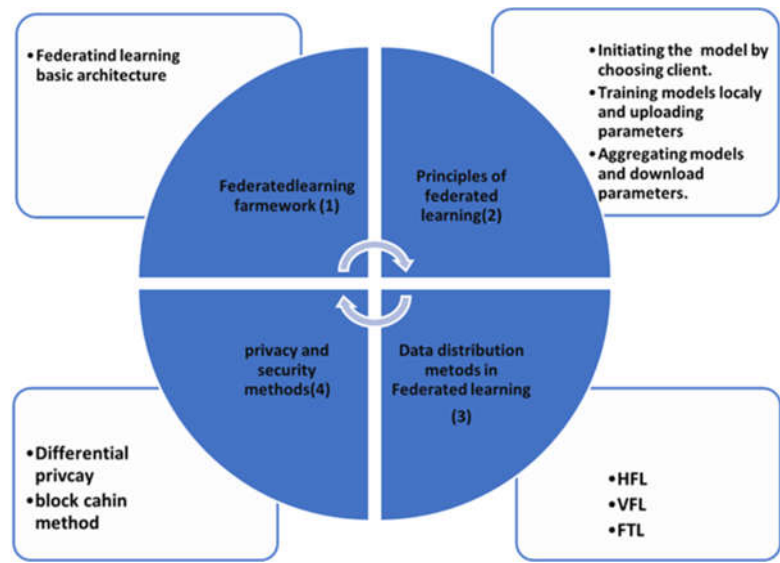 •Federatind learning
basic architecture
•Initiating the model by
choosing client.
•Training models localy
and uploading
parameters
•Aggregating models
and download
parameters.
Federatedlearning
farmework (1)
Principles of
federated
learning(2)
privacy and
security
methods(4)
Data distribution
metods in
Federated learning
(3)
•Differential
privcay
•block cahin
method
•HFL
•VFL
•FTL